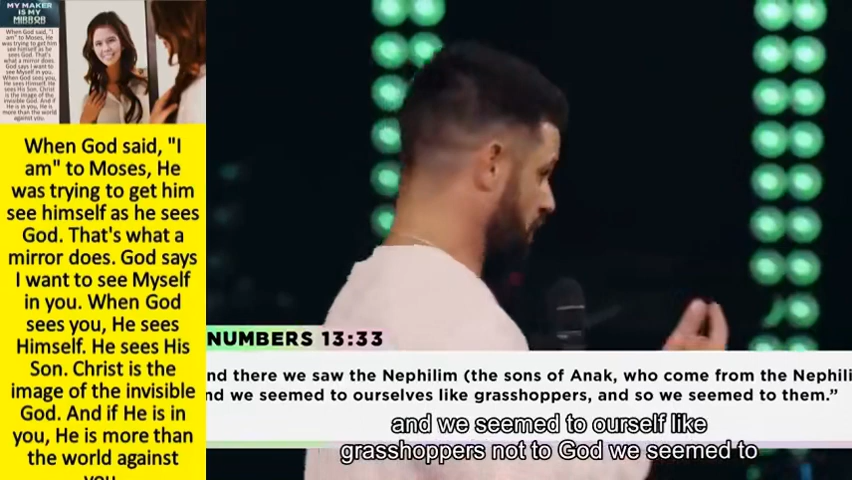 MY MAKER
IS MY
MIRROR
When God said, "I
am" to Moses, He
was trying to get him
see himself as he
sees God. That's
what a mirror does.
God says I want to
see Myself in you.
When God sees you,
He sees Himself. He
sees His Son. Christ
is the image of the
invisible God. And if
He is in you, He is
more than the world
against you.
When God said, "I
am" to Moses, He
was trying to get him
see himself as he sees
God. That's what a
mirror does. God says
I want to see Myself
in you. When God
sees you, He sees
Himself. He sees His
Son. Christ is the
image of the invisible
God. And if He is in
you, He is more than
the world against
you.
NUMBERS 13:33
nd there we saw the Nephilim (the sons of Anak, who come from the Nephili
nd we seemed to ourselves like grasshoppers, and so we seemed to them.”
and we seemed to ourself like
grasshoppers not to God we seemed to